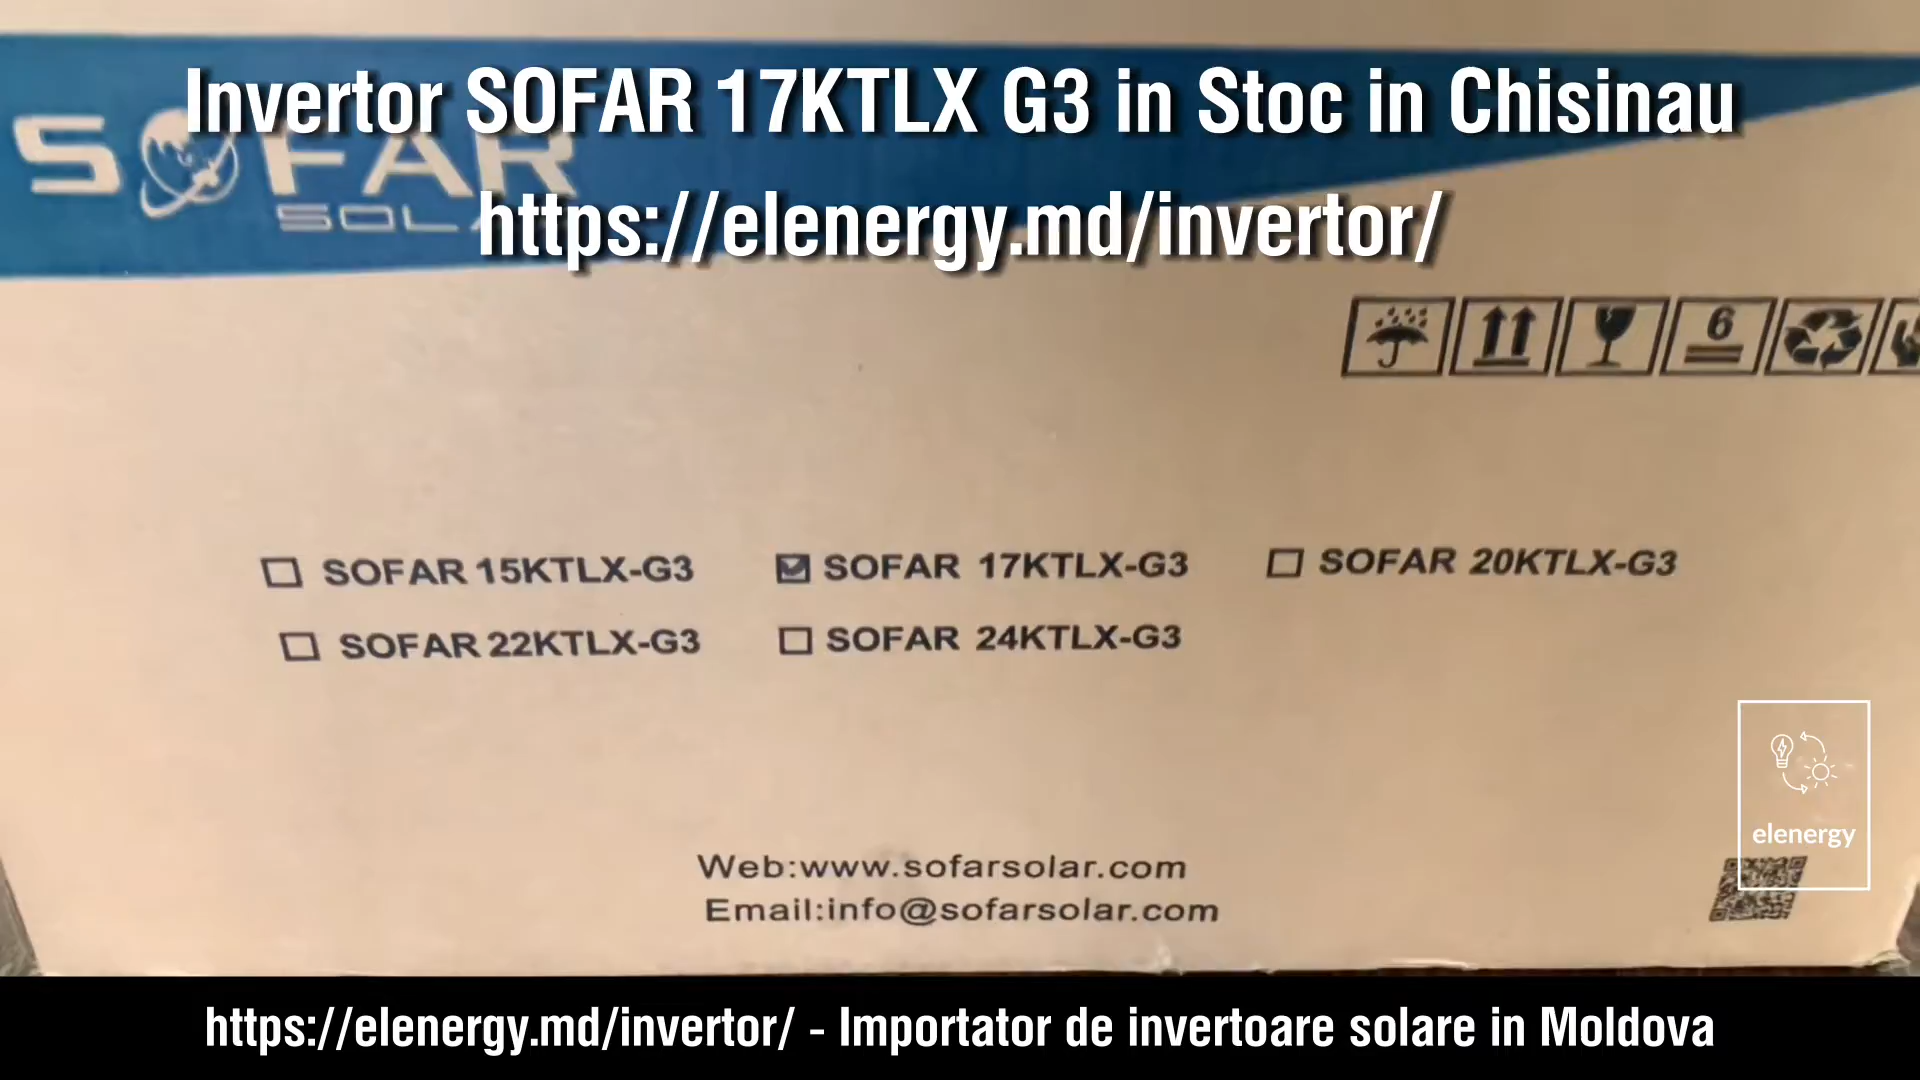 Invertor SOFAR 17KTLX G3 in Stoc in Chisinau
https://elenergy.md/invertor/
SOFAR
SOLA
6
SOFAR 15KTLX-G3
SOFAR 17KTLX-G3
SOFAR 20KTLX-G3
SOFAR 22KTLX-G3
SOFAR 24KTLX-G3
elenergy
Web:www.sofarsolar.com
Email:info@sofarsolar.com
https://elenergy.md/invertor/ - Importator de invertoare solare in Moldova